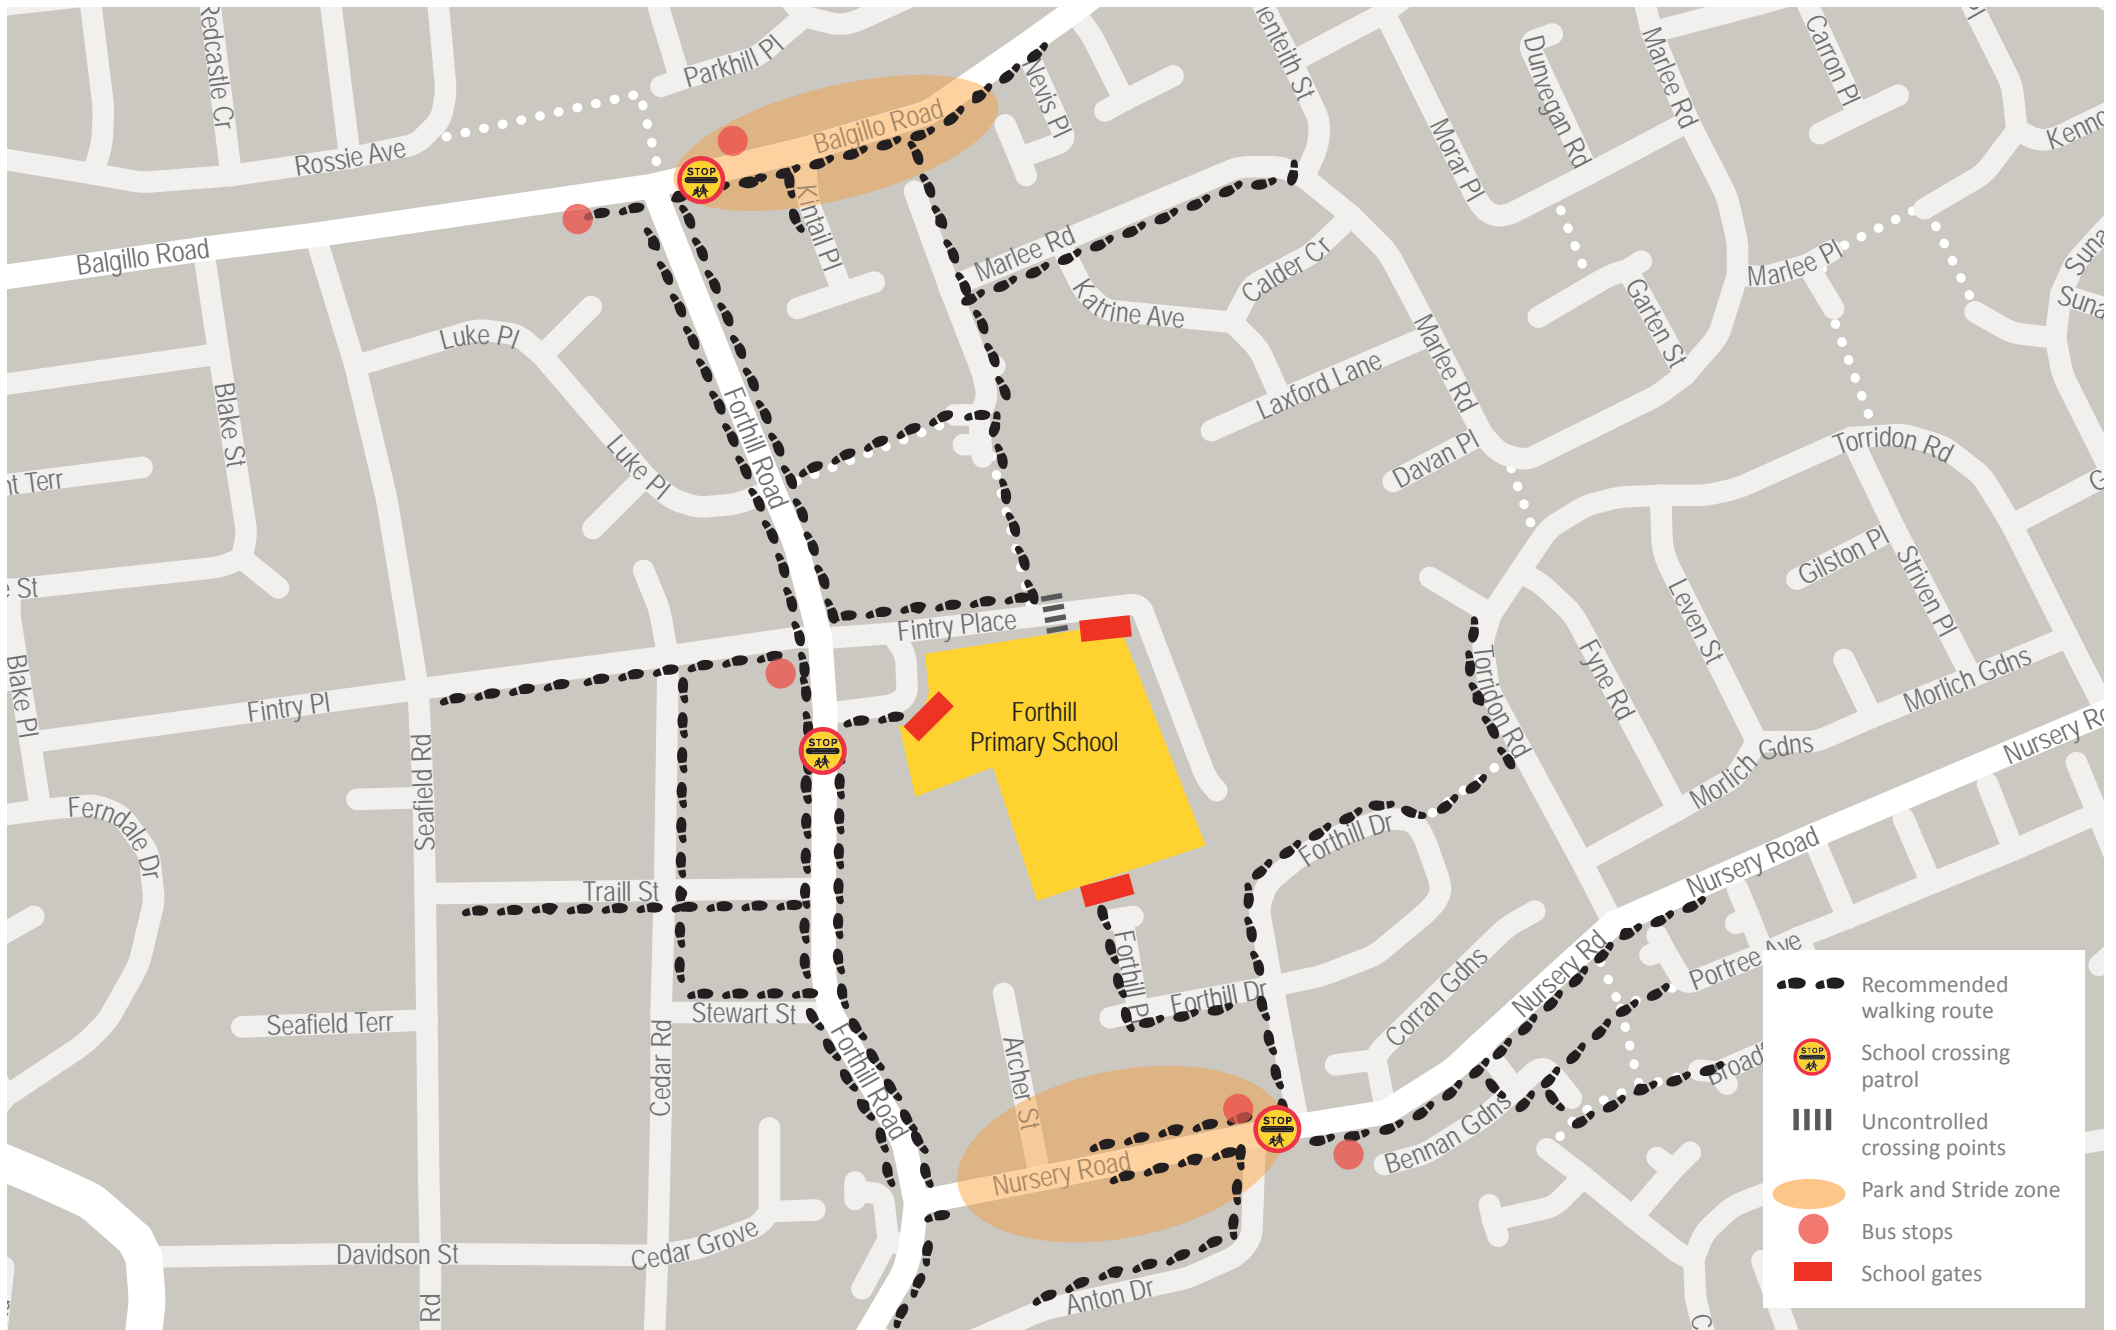 Redcastle Cr
Parkhill Pl
Nevis Pl
Dunvegan Rd
Marlee Rd
Carron Pl
Pl
Rossie Ave
Balgillo Road
Morar Pl
Balgillo Road
Kintail Pl
Marlee Rd
Calder Cr
Katrine Ave
Marlee Pl
Garten St
Luke Pl
Blake St
Forthill Road
Laxford Lane
Marlee Rd
Davan Pl
Torridon Rd
Luke Pl
Gilston Pl
Striven Pl
Leven St
Fyne Rd
Torridon Rd
Morlich Gdns
Morlich Gdns
Nursery Road
Fintry Place
Fintry Pl
Blake Pl
Seafield Rd
Ferndale Dr
Forthill
Primary School
STOP
STOP
STOP
Traill St
Forthill Dr
Forthill Dr
Stewart St
Seafield Terr
Cedar Rd
Forthill Road
Archer St
Corran Gdns
Nursery Rd
Portree Ave
Bennan Gdns
Nursery Road
Anton Dr
Davidson St
Cedar Grove
Rd
STOP
Recommended
walking route
School crossing
patrol
Uncontrolled
crossing points
Park and Stride zone
Bus stops
School gates